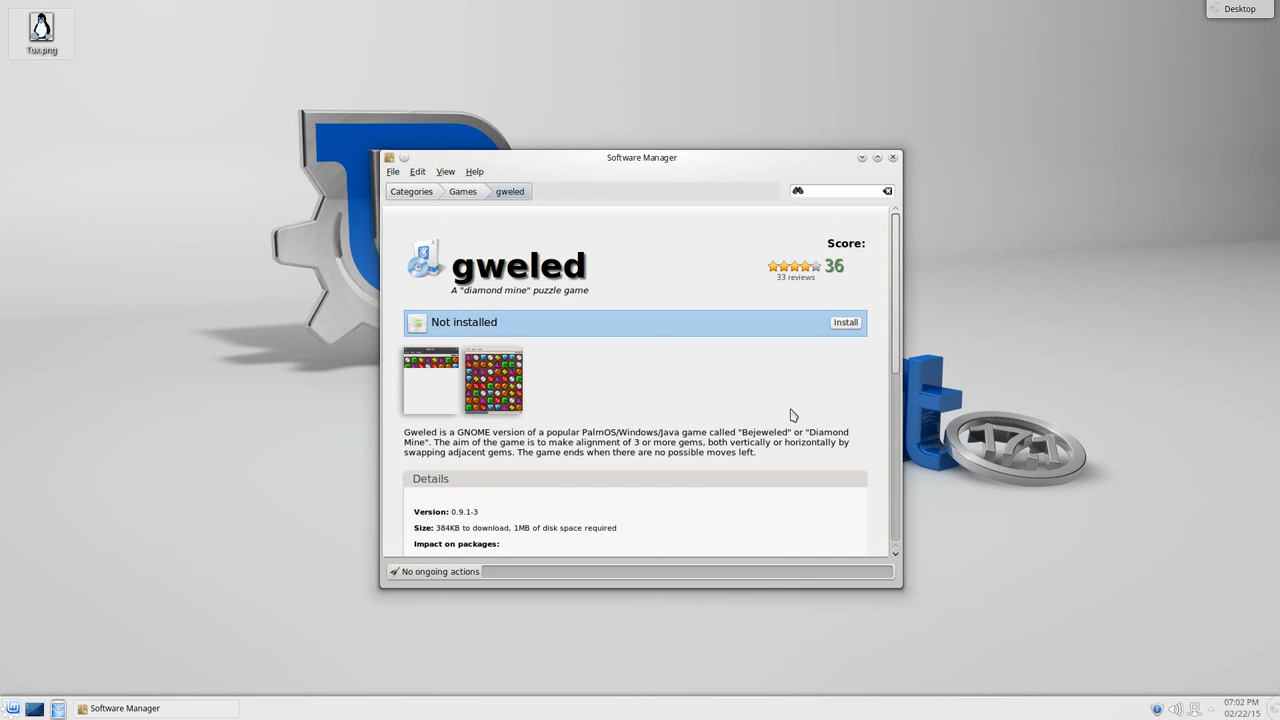 Tux.png
Desktop
Software Manager
File Edit View Help
Categories Games gweled
gweled
A "diamond mine" puzzle game
Score:
36
33 reviews
Not installed
Install
Gweled is a GNOME version of a popular PalmOS/Windows/Java game called "Bejeweled" or "Diamond
Mine". The aim of the game is to make alignment of 3 or more gems, both vertically or horizontally by
swapping adjacent gems. The game ends when there are no possible moves left.
Details
Version: 0.9.1-3
Size: 384KB to download, 1MB of disk space required
Impact on packages:
No ongoing actions
t
17.1
Software Manager
07:02 PM
02/22/15